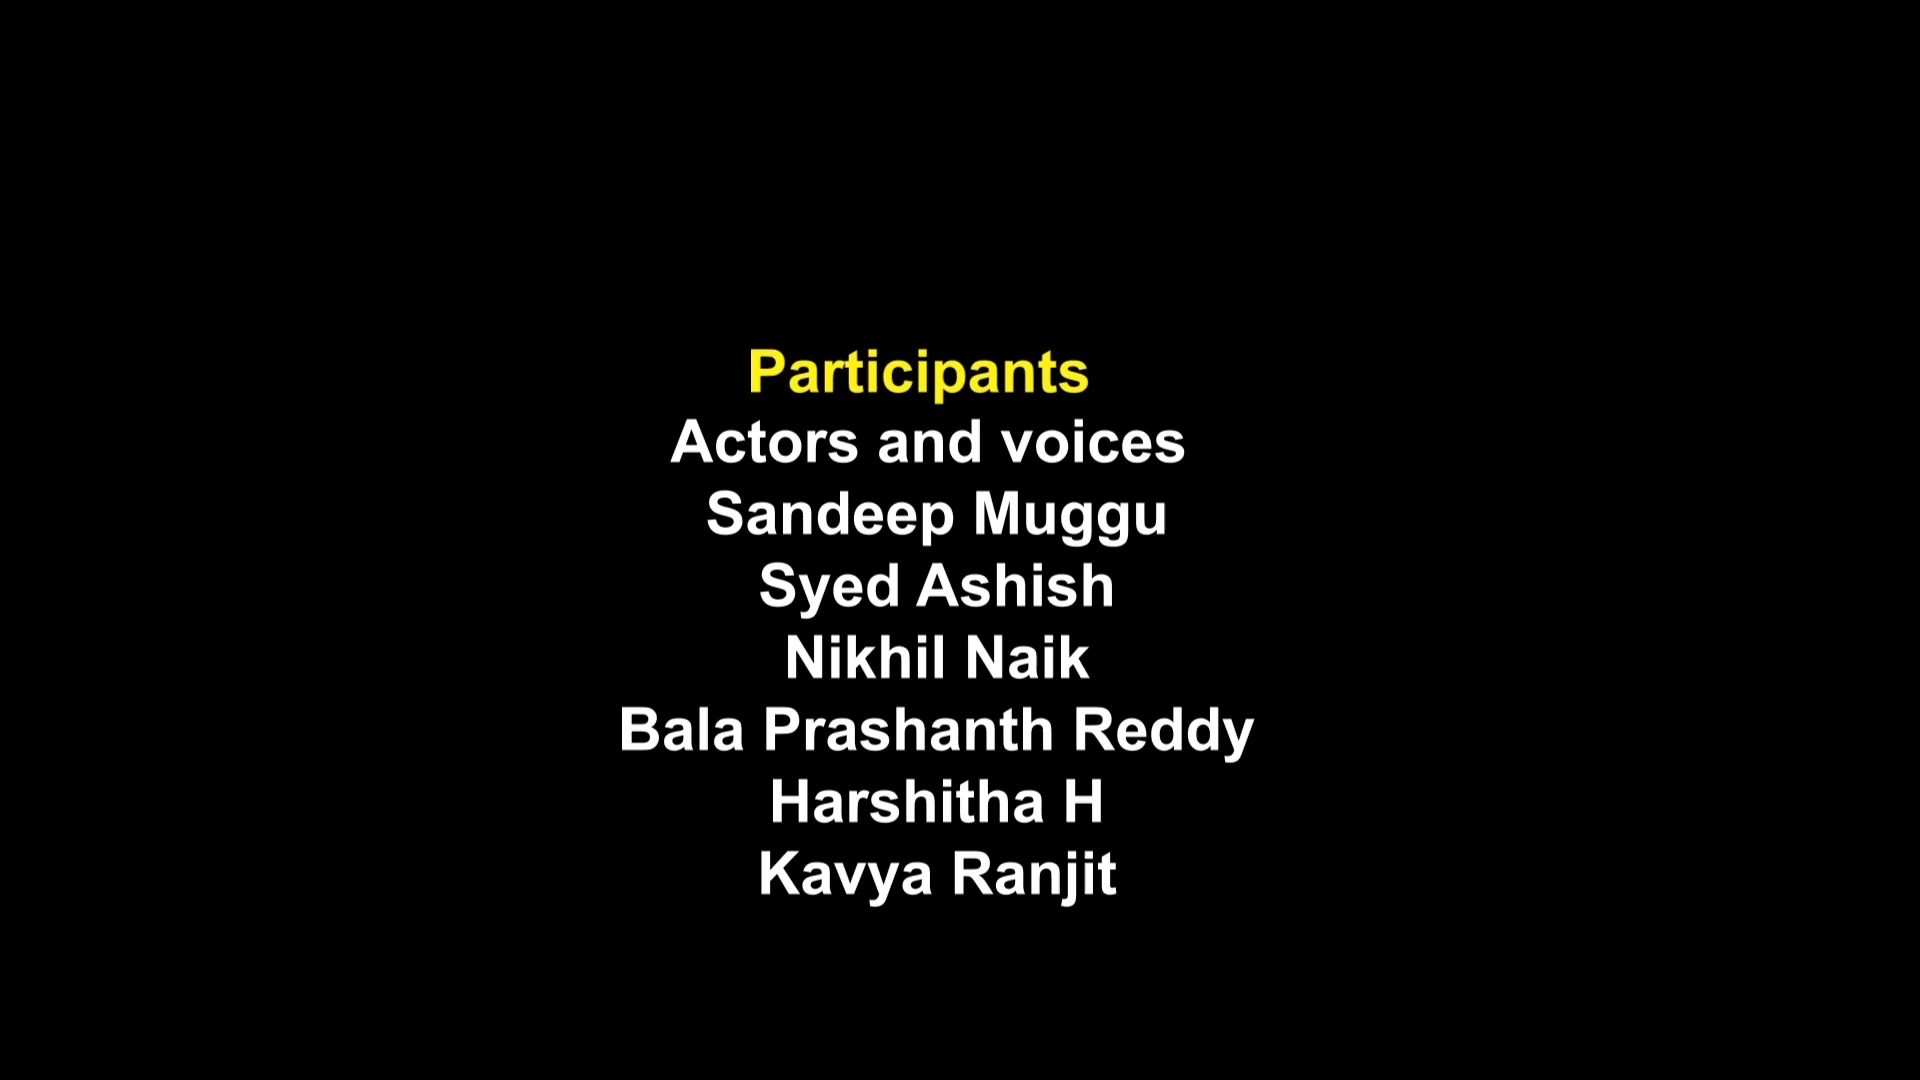 Participants
Actors and voices
Sandeep Muggu
Syed Ashish
Nikhil Naik
Bala Prashanth Reddy
Harshitha H
Kavya Ranjit